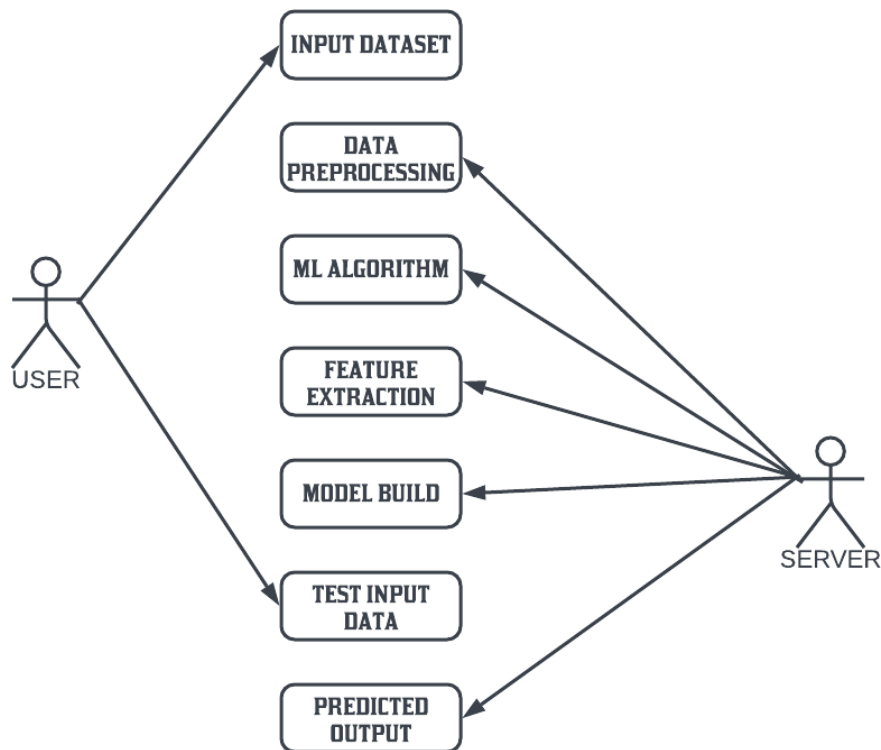 INPUT DATASET
DATA
PREPROCESSING
ML ALGORITHM
FEATURE
EXTRACTION
MODEL BUILD
TEST INPUT
DATA
PREDICTED
OUTPUT
USER
SERVER